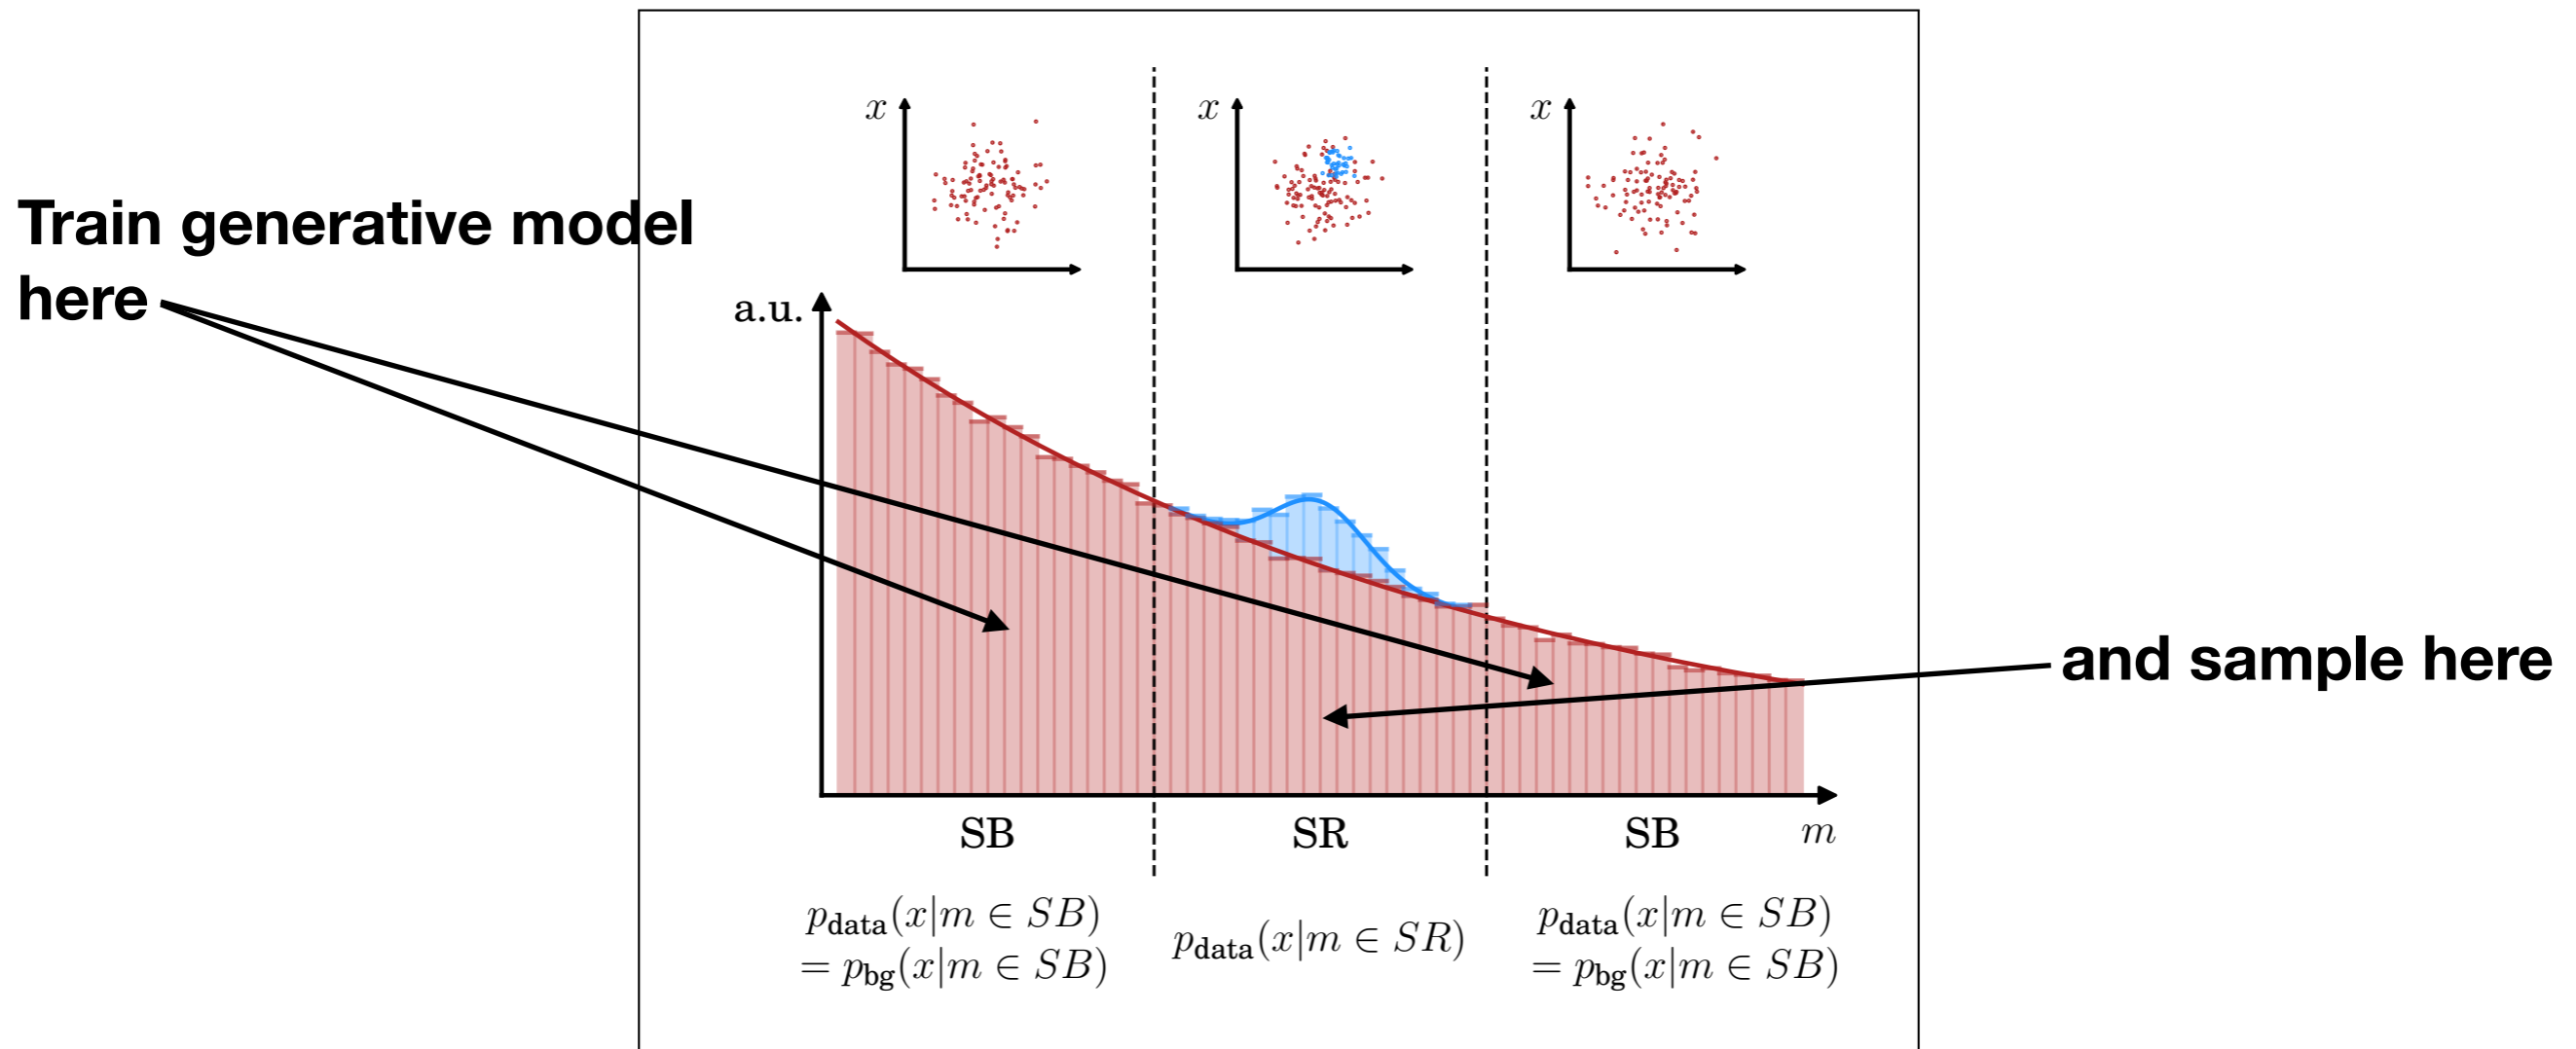 x
x
x
Train generative model
here
a.u.
and sample here
SB
SR
SB
m
p_data(x|m ∈ SB)
= p_bg(x|m ∈ SB)
p_data(x|m ∈ SR)
p_data(x|m ∈ SB)
= p_bg(x|m ∈ SB)